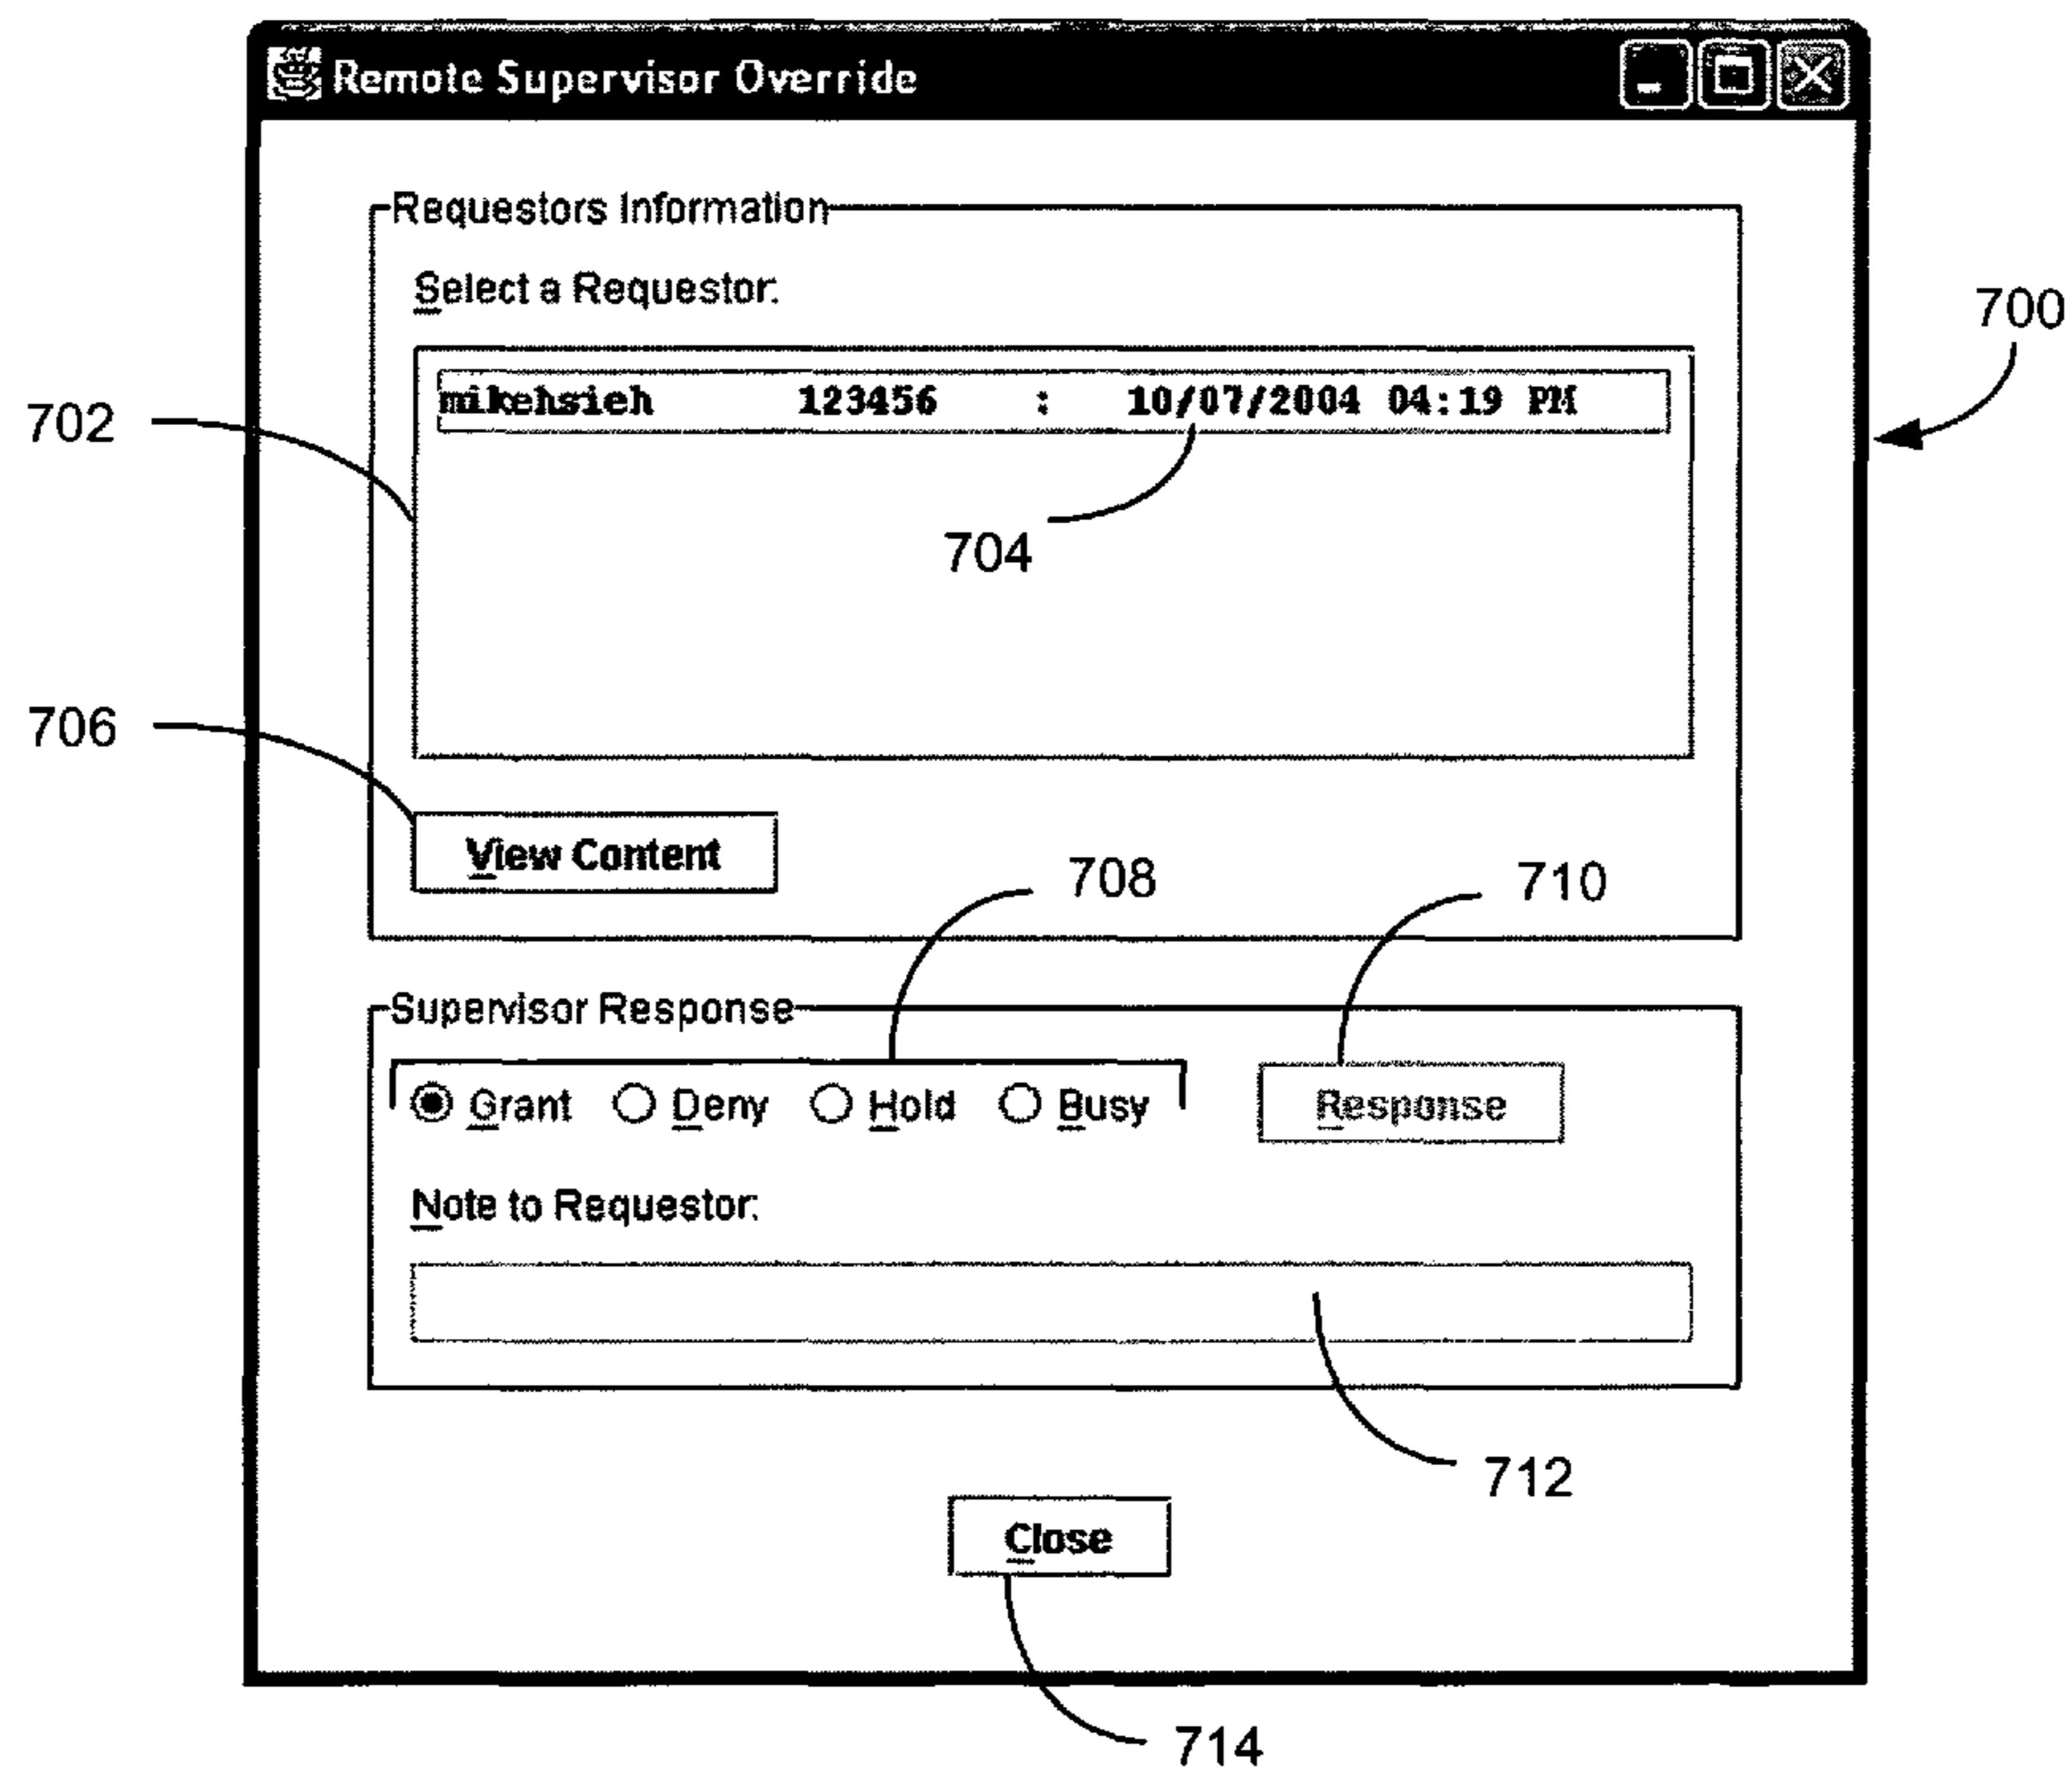 Remote Supervisor Override
Requestors Information
Select a Requestor:
700
mikehsieh 123456 : 10/07/2004 04:19 PM
702
704
706
View Content
708
710
Supervisor Response
Grant Deny Hold Busy Response
Note to Requestor:
712
Close
714